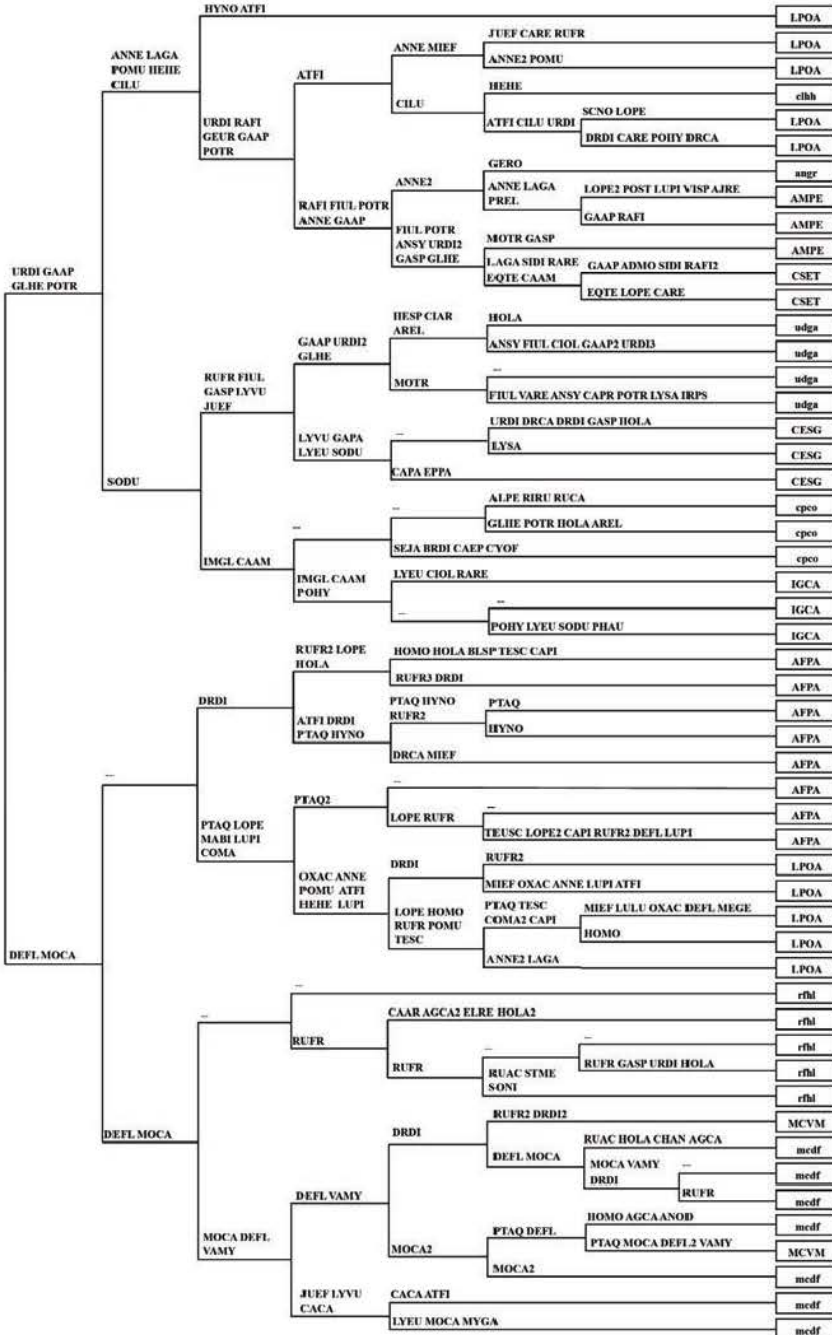 HYNO ATFI
LPOA
ANNE LAGA
POMU HEHE
CILU
JUEF CARE RUFR
LPOA
ANNE MIEF
ANNE2 POMU
LPOA
ATFI
HEHE
clhh
CILU
SCNO LOPE
LPOA
ATFI CILU URDI
DRDI CARE POHY DRCA
LPOA
URDI RAFI
GEUR GAAP
POTR
GERO
angr
ANNE2
ANNE LAGA
PREL
LOPE2 POST LUPI VISP AJRE
AMPE
GAAP RAFI
AMPE
RAFI FIUL POTR
ANNE GAAP
FIUL POTR
ANSY URDI2
GASP GLHE
MOTR GASP
AMPE
LAGA SIDI RARE
EQTE CAAM
GAAP ADMO SIDI RAFI2
CSET
EQTE LOPE CARE
CSET
URDI GAAP
GLHE POTR
HESP CIAR
AREL
HOLA
udga
ANSY FIUL CIOL GAAP2 URDI3
udga
GAAP URDI2
GLHE
MOTR
--
udga
FIUL VARE ANSY CAPR POTR LYSA IRPS
udga
RUFR FIUL
GASP LYVU
JUEF
URDI DRCA DRDI GASP HOLA
CESG
--
LYSA
CESG
LYVU GAPA
LYEU SODU
CAPA EPPA
CESG
SODU
ALPE RIRU RUCA
cpco
--
GLHE POTR HOLA AREL
cpco
--
SEJA BRDI CAEP CYOF
cpco
IMGL CAAM
IMGL CAAM
POHY
LYEU CIOL RARE
IGCA
--
--
IGCA
POHY LYEU SODU PHAU
IGCA
RUFR2 LOPE
HOLA
HOMO HOLA BLSP TESC CAPI
AFPA
RUFR3 DRDI
AFPA
DRDI
PTAQ HYNO
RUFR2
PTAQ
AFPA
HYNO
AFPA
ATFI DRDI
PTAQ HYNO
DRCA MIEF
AFPA
--
PTAQ2
--
AFPA
LOPE RUFR
--
AFPA
TEUSC LOPE2 CAPI RUFR2 DEFL LUPI
AFPA
PTAQ LOPE
MABI LUPI
COMA
DRDI
RUFR2
LPOA
MIEF OXAC ANNE LUPI ATFI
LPOA
OXAC ANNE
POMU ATFI
HEHE LUPI
LOPE HOMO
RUFR POMU
TESC
PTAQ TESC
COMA2 CAPI
MIEF LULU OXAC DEFL MEGE
LPOA
HOMO
LPOA
ANNE2 LAGA
LPOA
DEFL MOCA
--
rfhl
--
RUFR
CAAR AGCA2 ELRE HOLA2
rfhl
RUFR
--
--
rfhl
RUFR GASP URDI HOLA
rfhl
RUAC STME
SONI
rfhl
DEFL MOCA
DRDI
RUFR2 DRDI2
MCVM
DEFL MOCA
RUAC HOLA CHAN AGCA
mcdf
MOCA VAMY
DRDI
--
mcdf
RUFR
mcdf
DEFL VAMY
MOCA2
PTAQ DEFL
HOMO AGCA ANOD
mcdf
PTAQ MOCA DEFL2 VAMY
MCVM
MOCA2
mcdf
MOCA DEFL
VAMY
JUEF LYVU
CACA
CACA ATFI
mcdf
LYEU MOCA MYGA
mcdf